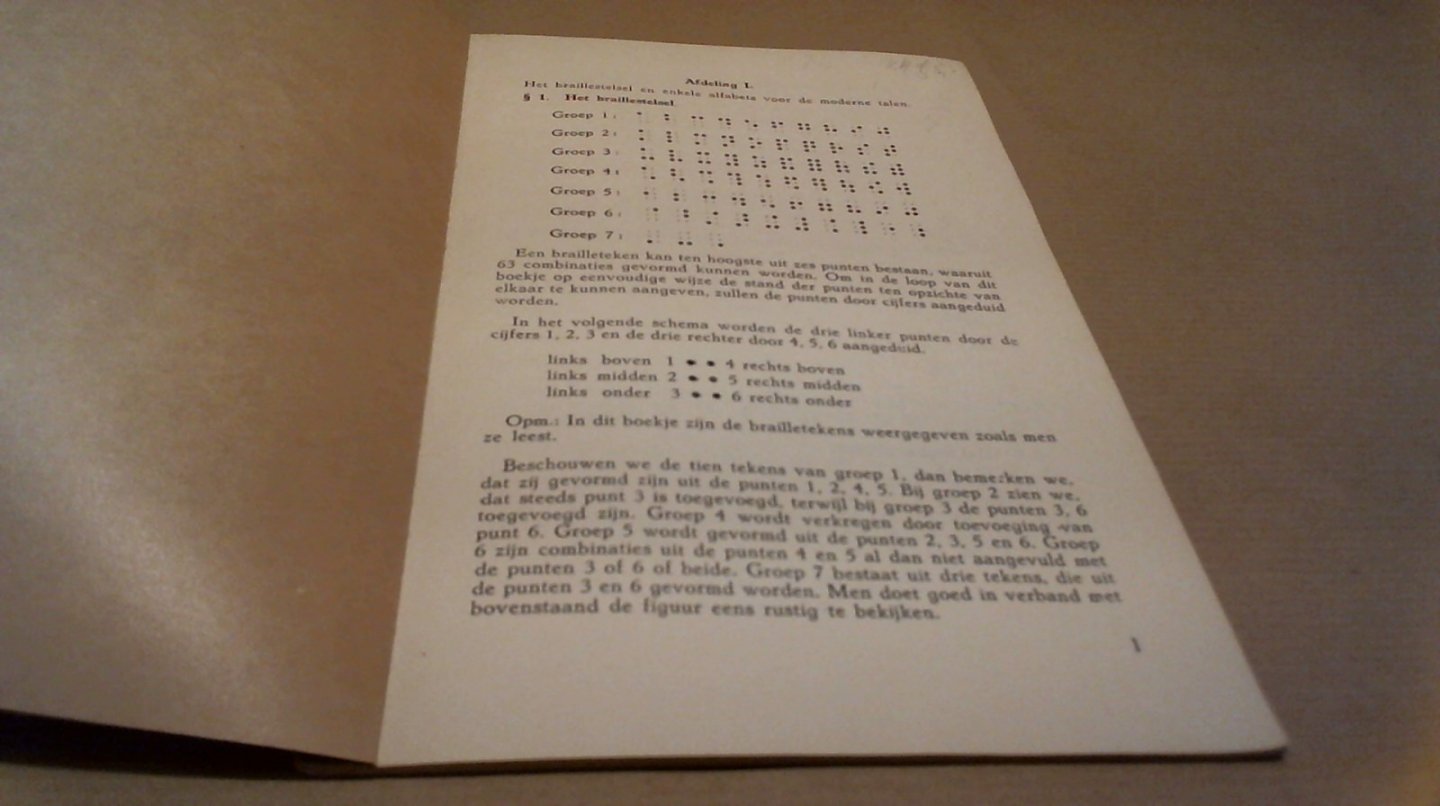 Afdeling I.
Het braillestelsel en enkele alfabets voor de moderne talen.
§ 1. Het braillestelsel.
Groep 1: ⠁ ⠃ ⠉ ⠙ ⠑ ⠋ ⠛ ⠓ ⠊ ⠚
Groep 2: ⠅ ⠇ ⠍ ⠝ ⠕ ⠏ ⠟ ⠗ ⠎ ⠞
Groep 3: ⠥ ⠧ ⠭ ⠽ ⠵ ⠯ ⠿ ⠷ ⠮ ⠾
Groep 4: ⠡ ⠣ ⠩ ⠹ ⠱ ⠫ ⠻ ⠳ ⠪ ⠺
Groep 5: ⠂ ⠆ ⠒ ⠲ ⠢ ⠖ ⠶ ⠦ ⠔ ⠴
Groep 6:
Groep 7: ⠄ ⠤ ⠠
Een brailleteken kan ten hoogste uit zes punten bestaan, waaruit
63 combinaties gevormd kunnen worden. Om in de loop van dit
boekje op eenvoudige wijze de stand der punten ten opzichte van
elkaar te kunnen aangeven, zullen de punten door cijfers aangeduid
worden.
In het volgende schema worden de drie linker punten door de
cijfers 1, 2, 3 en de drie rechter door 4, 5, 6 aangeduid.
links boven 1 ● ● 4 rechts boven
links midden 2 ● ● 5 rechts midden
links onder 3 ● ● 6 rechts onder
Opm.: In dit boekje zijn de brailletekens weergegeven zoals men
ze leest.
Beschouwen we de tien tekens van groep 1, dan bemerken we,
dat zij gevormd zijn uit de punten 1, 2, 4, 5. Bij groep 2 zien we,
dat steeds punt 3 is toegevoegd, terwijl bij groep 3 de punten 3, 6
toegevoegd zijn. Groep 4 wordt verkregen door toevoeging van
punt 6. Groep 5 wordt gevormd uit de punten 2, 3, 5 en 6. Groep
6 zijn combinaties uit de punten 4 en 5 al dan niet aangevuld met
de punten 3 of 6 of beide. Groep 7 bestaat uit drie tekens, die uit
de punten 3 en 6 gevormd worden. Men doet goed in verband met
bovenstaand de figuur eens rustig te bekijken.
1